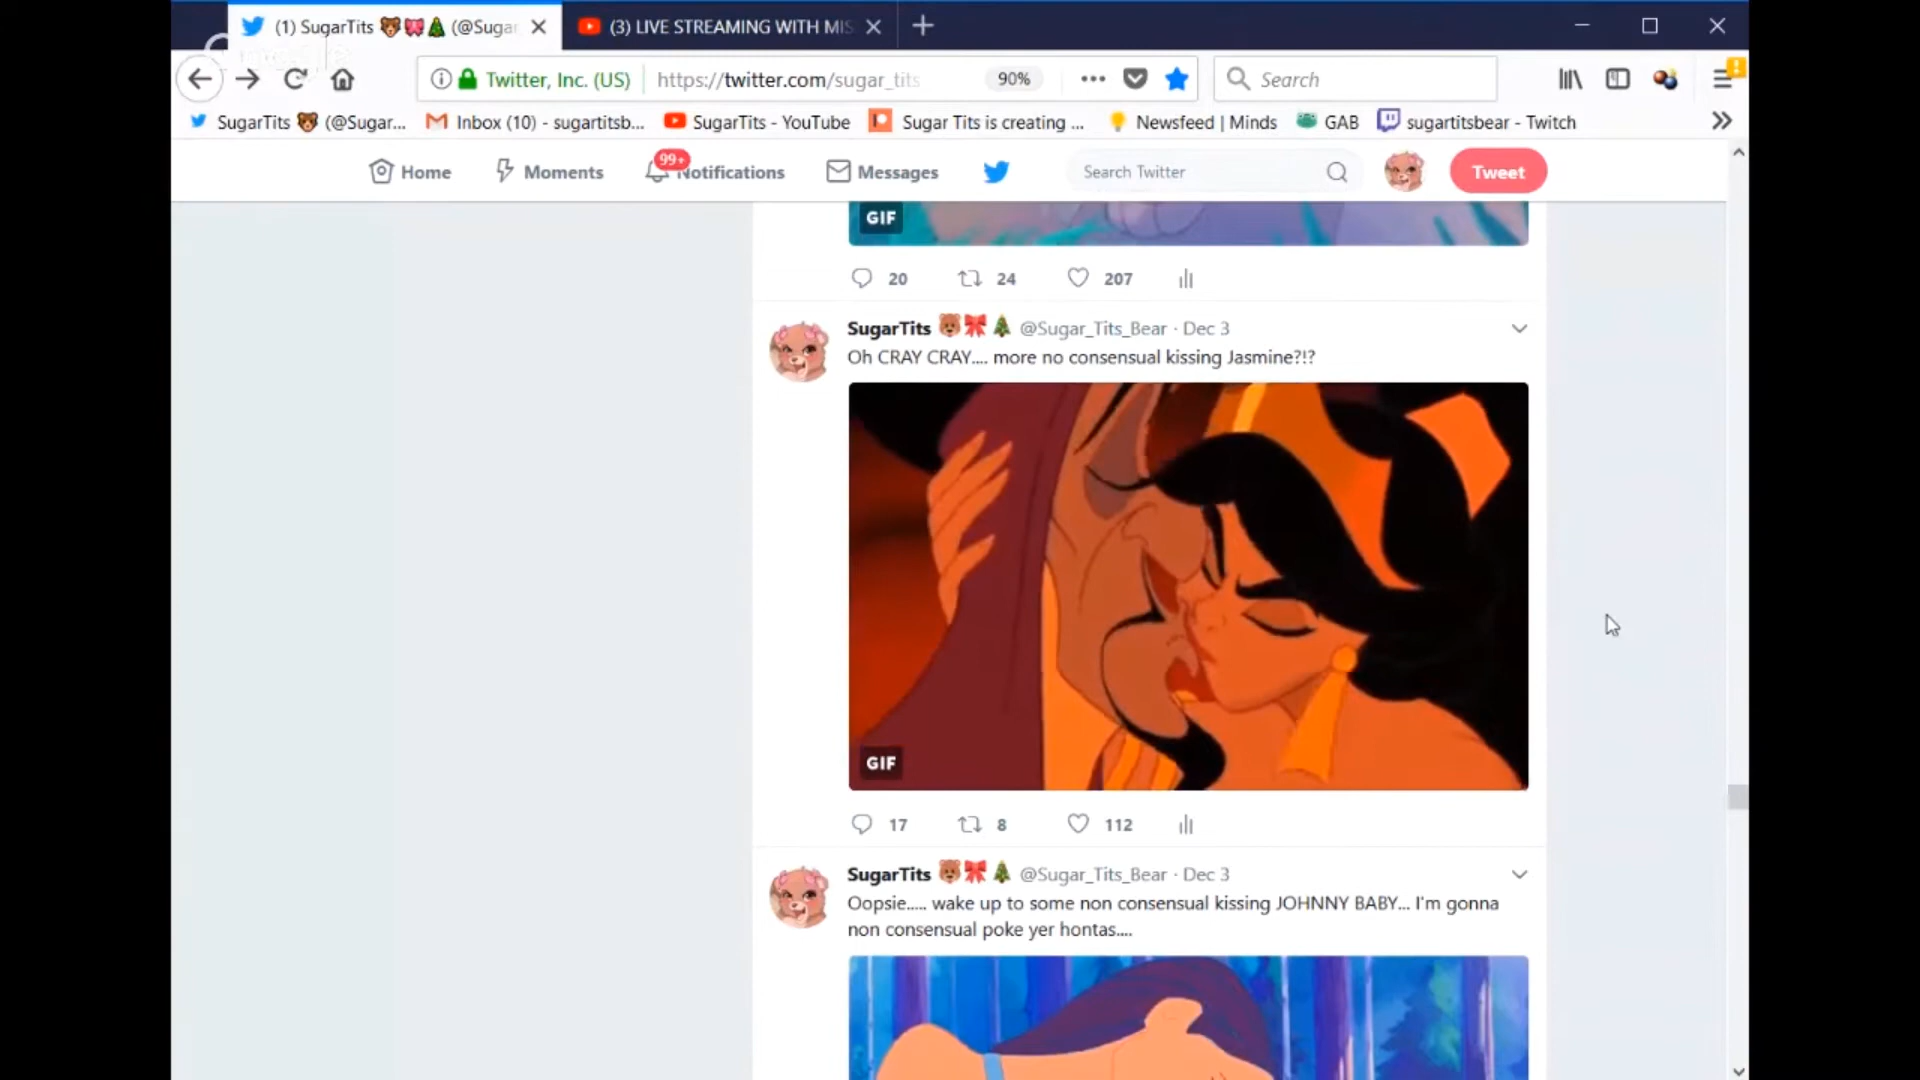 (1) SugarTits 🐻🎀🎄 (@Sugar
(3) LIVE STREAMING WITH MIS
Twitter, Inc. (US)
https://twitter.com/sugar_tits
90%
Search
SugarTits 🐻 (@Sugar...
Inbox (10) - sugartitsb...
SugarTits - YouTube
Sugar Tits is creating ...
Newsfeed | Minds
GAB
sugartitsbear - Twitch
Home
Moments
99+
Notifications
Messages
Search Twitter
Tweet
GIF
20
24
207
SugarTits 🐻🎀🎄 @Sugar_Tits_Bear · Dec 3
Oh CRAY CRAY.... more no consensual kissing Jasmine?!?
GIF
17
8
112
SugarTits 🐻🎀🎄 @Sugar_Tits_Bear · Dec 3
Oopsie..... wake up to some non consensual kissing JOHNNY BABY... I'm gonna
non consensual poke yer hontas....